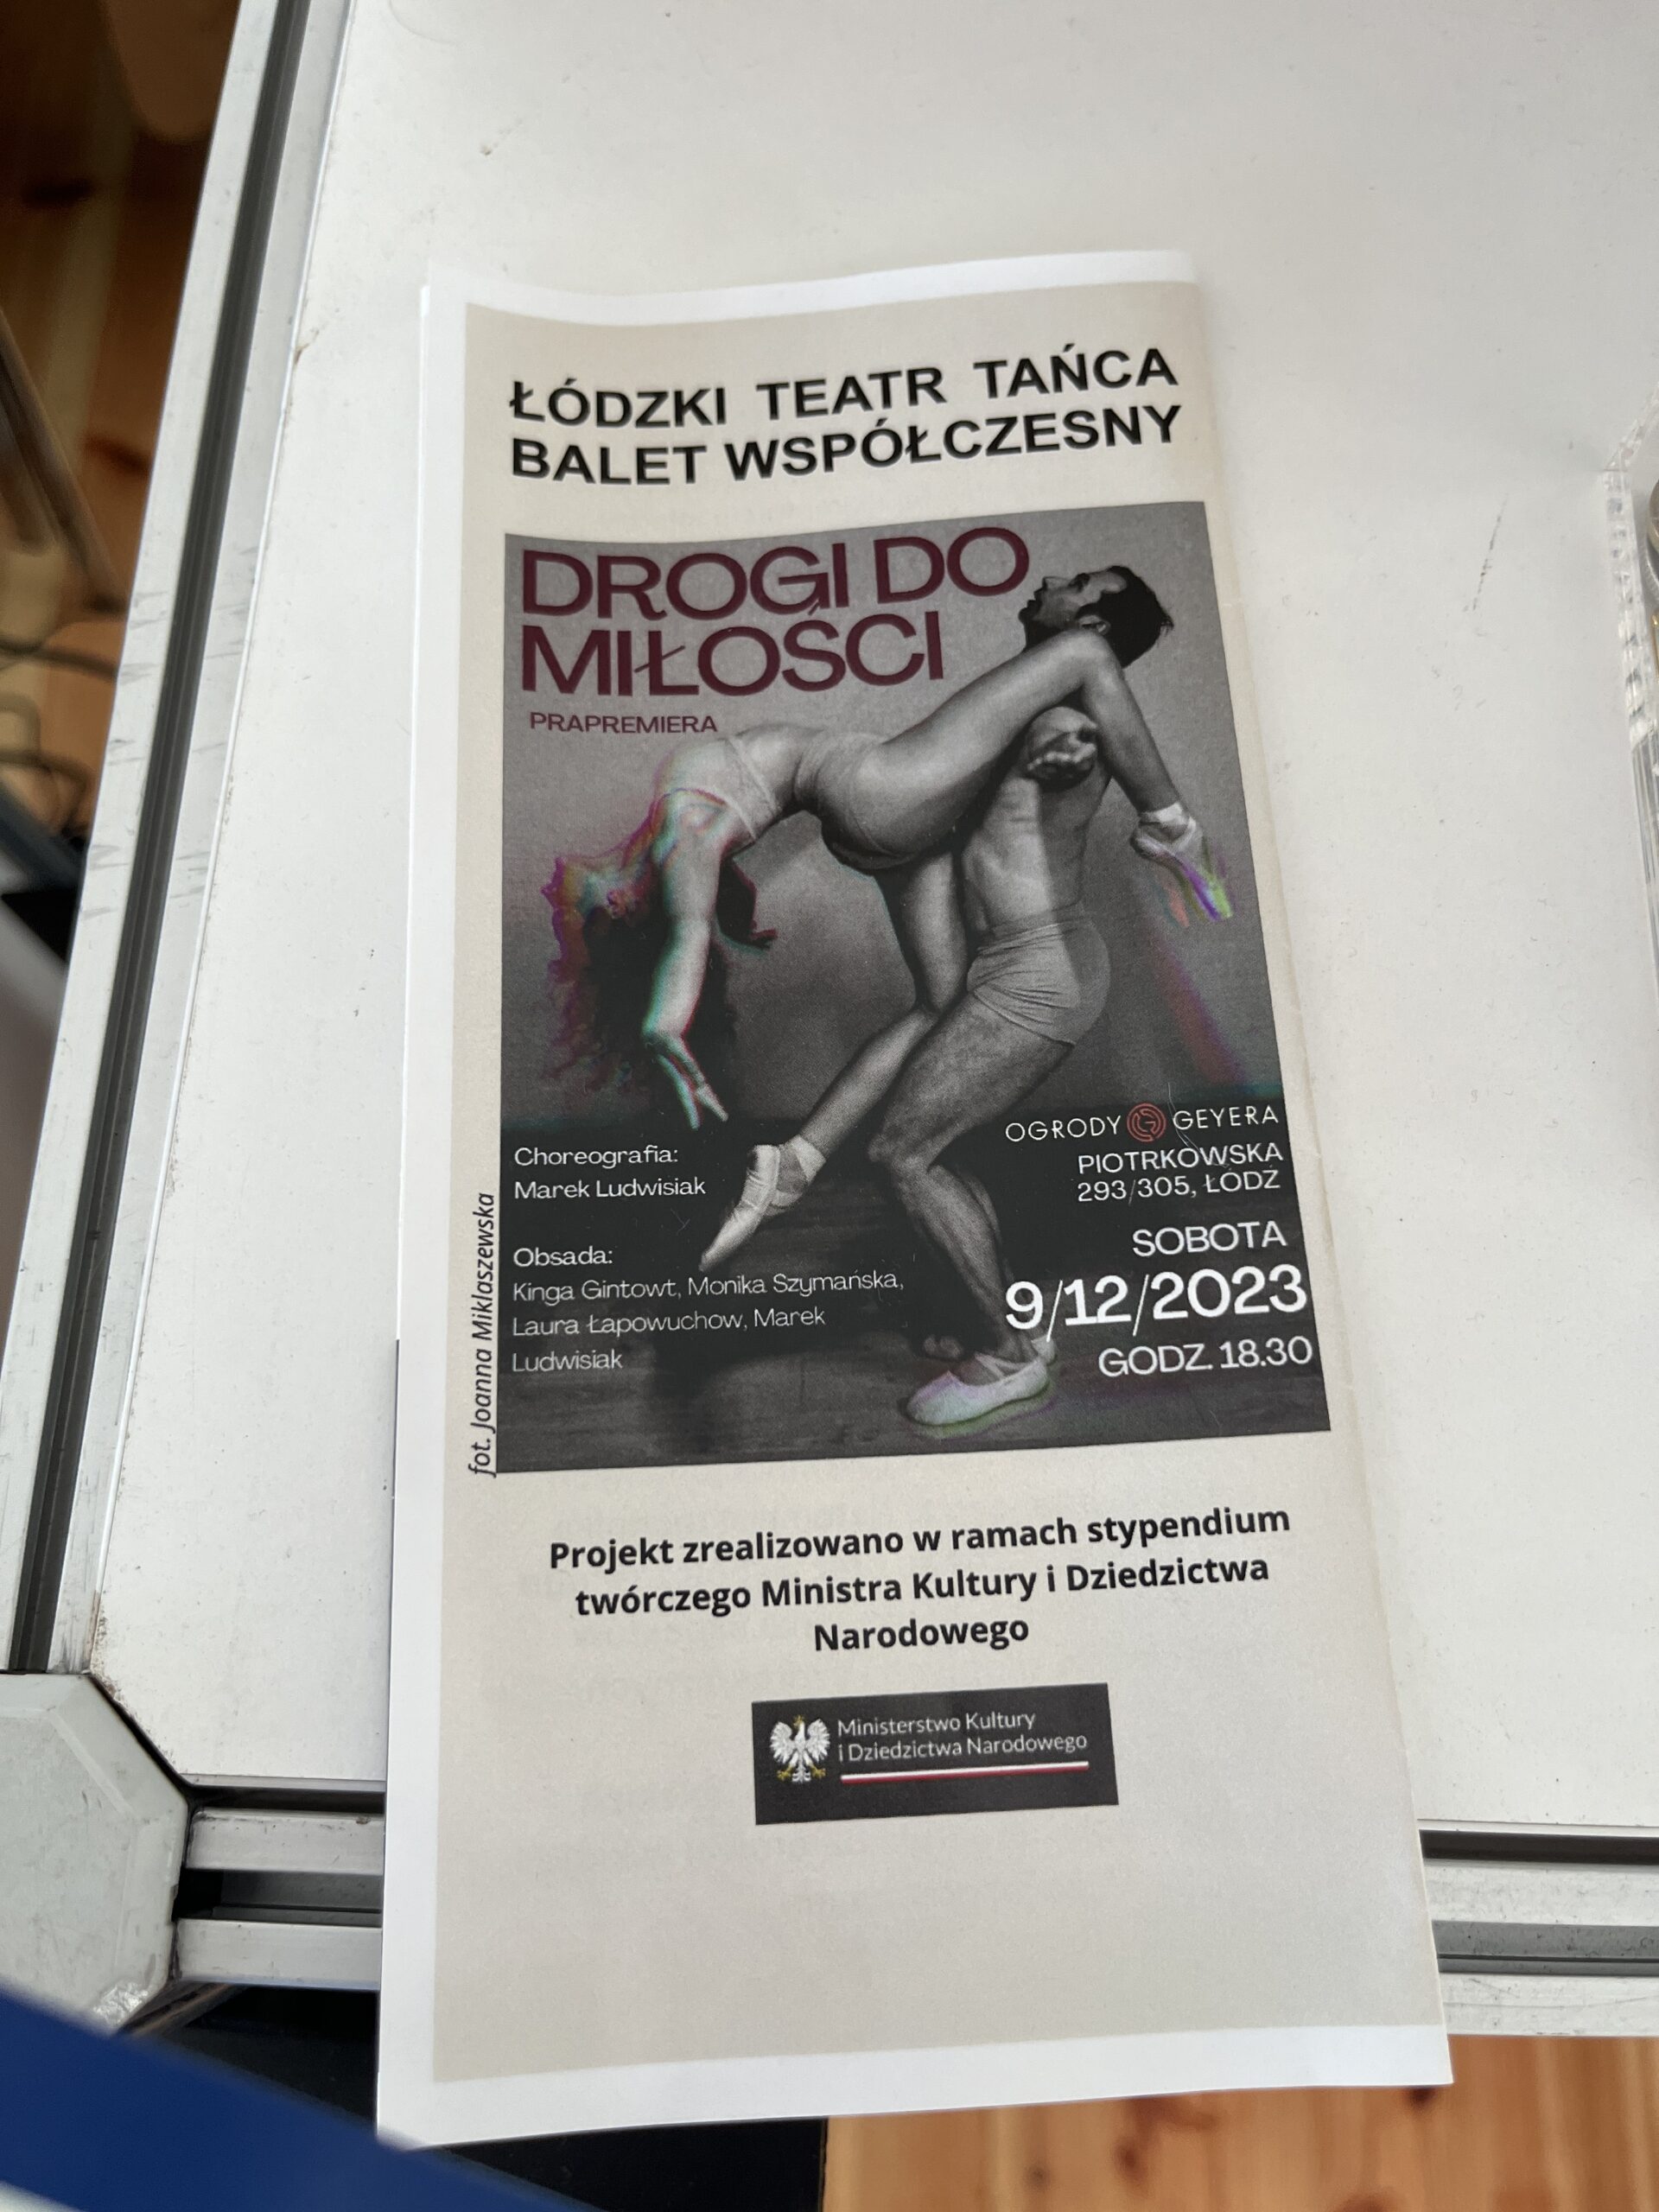 ŁÓDZKI TEATR TAŃCA
BALET WSPÓŁCZESNY
DROGI DO
MIŁOŚCI
PRAPREMIERA
OGRODY GEYERA
PIOTRKOWSKA
293/305, ŁÓDŹ
SOBOTA
9/12/2023
GODZ. 18.30
Choreografia:
Marek Ludwisiak
Obsada:
Kinga Gintowt, Monika Szymańska,
Laura Łapowuchow, Marek
Ludwisiak
fot. Joanna Miklaszewska
Projekt zrealizowano w ramach stypendium
twórczego Ministra Kultury i Dziedzictwa
Narodowego
Ministerstwo Kultury
i Dziedzictwa Narodowego